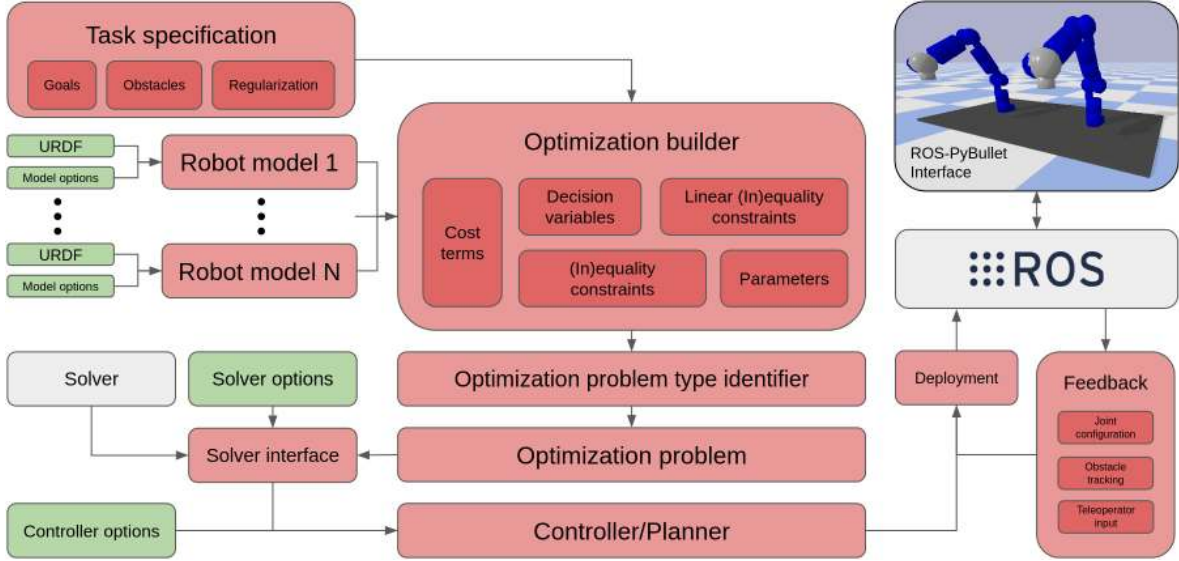 Task specification
Goals
Obstacles
Regularization
URDF
Model options
Robot model 1
URDF
Model options
Robot model N
Optimization builder
Cost
terms
Decision
variables
Linear (In)equality
constraints
(In)equality
constraints
Parameters
Solver
Solver options
Optimization problem type identifier
Solver interface
Optimization problem
Controller options
Controller/Planner
ROS-PyBullet
Interface
ROS
Deployment
Feedback
Joint
configuration
Obstacle
tracking
Teleoperator
input